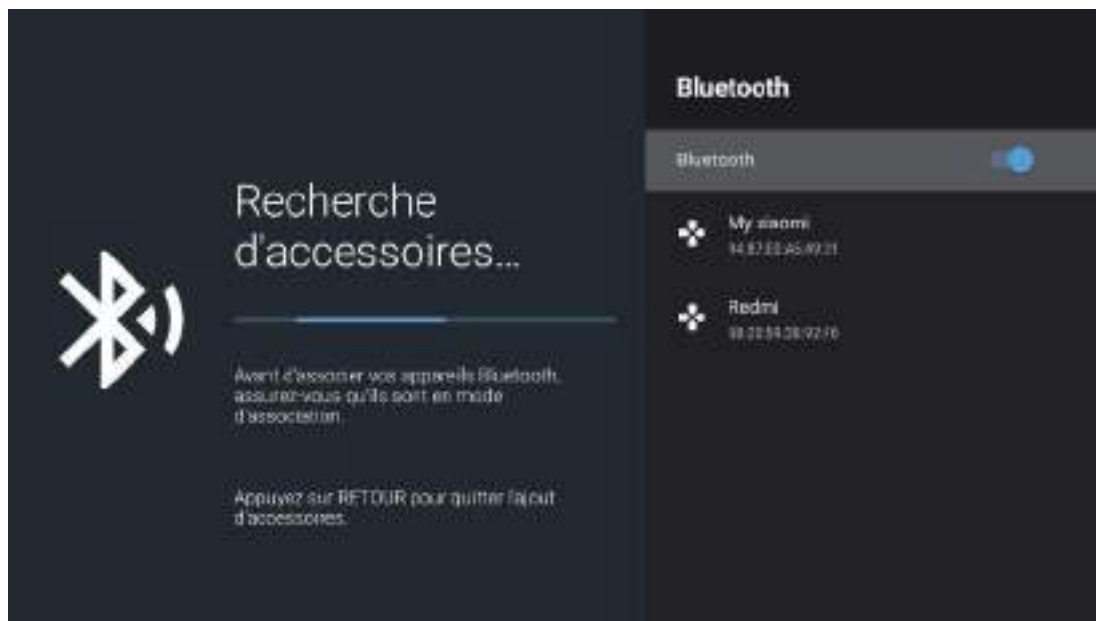 Recherche
d'accessoires...
Avant d'associer vos appareils Bluetooth,
assurez-vous qu'ils sont en mode
d'association.
Appuyez sur RETOUR pour quitter l'ajout
d'accessoires.
Bluetooth
Bluetooth
My xiaomi
Redmi